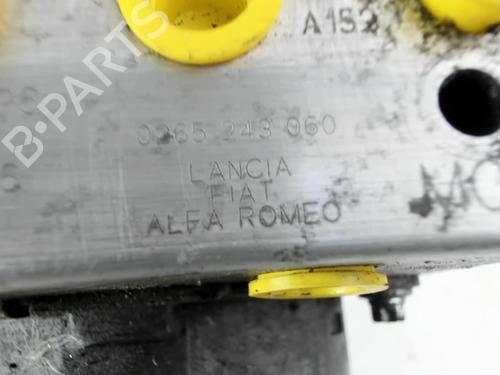 A152
0265 243 060
LANCIA
FIAT
ALFA ROMEO
B-PARTS